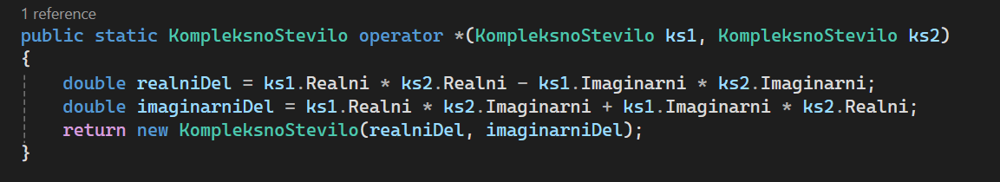 1 reference
public static KompleksnoStevilo operator *(KompleksnoStevilo ks1, KompleksnoStevilo ks2)
{
    double realniDel = ks1.Realni * ks2.Realni - ks1.Imaginarni * ks2.Imaginarni;
    double imaginarniDel = ks1.Realni * ks2.Imaginarni + ks1.Imaginarni * ks2.Realni;
    return new KompleksnoStevilo(realniDel, imaginarniDel);
}